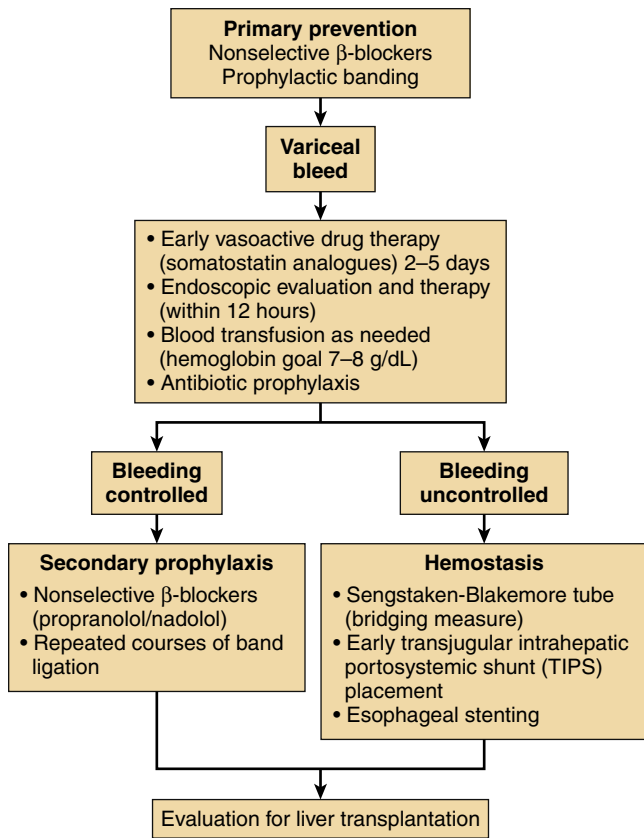 Primary prevention
Nonselective β-blockers
Prophylactic banding
Variceal
bleed
• Early vasoactive drug therapy
(somatostatin analogues) 2–5 days
• Endoscopic evaluation and therapy
(within 12 hours)
• Blood transfusion as needed
(hemoglobin goal 7–8 g/dL)
• Antibiotic prophylaxis
Bleeding
controlled
Bleeding
uncontrolled
Secondary prophylaxis
• Nonselective β-blockers
(propranolol/nadolol)
• Repeated courses of band
ligation
Hemostasis
• Sengstaken-Blakemore tube
(bridging measure)
• Early transjugular intrahepatic
portosystemic shunt (TIPS)
placement
• Esophageal stenting
Evaluation for liver transplantation